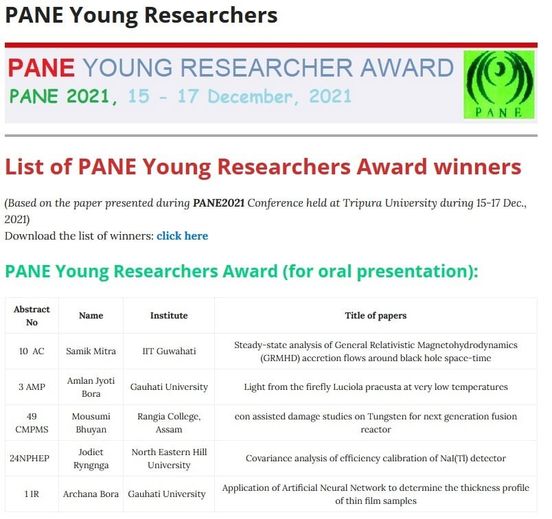 PANE Young Researchers
PANE YOUNG RESEARCHER AWARD
PANE 2021, 15 - 17 December, 2021
PANE
List of PANE Young Researchers Award winners
(Based on the paper presented during PANE2021 Conference held at Tripura University during 15-17 Dec.,
2021)
Download the list of winners: click here
PANE Young Researchers Award (for oral presentation):
Abstract No Name Institute Title of papers
10 AC Samik Mitra IIT Guwahati Steady-state analysis of General Relativistic Magnetohydrodynamics (GRMHD) accretion flows around black hole space-time
3 AMP Amlan Jyoti Bora Gauhati University Light from the firefly Luciola praeusta at very low temperatures
49 CMPMS Mousumi Bhuyan Rangia College, Assam eon assisted damage studies on Tungsten for next generation fusion reactor
24NPHEP Jodiet Ryngnga North Eastern Hill University Covariance analysis of efficiency calibration of NaI(Tl) detector
1 IR Archana Bora Gauhati University Application of Artificial Neural Network to determine the thickness profile of thin film samples